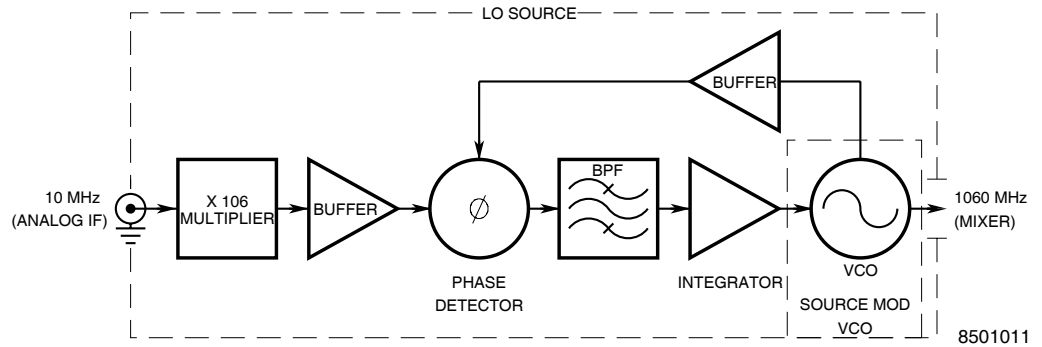 LO SOURCE
BUFFER
10 MHz
(ANALOG IF)
X 106
MULTIPLIER
BUFFER
Ø
BPF
1060 MHz
(MIXER)
PHASE
DETECTOR
INTEGRATOR
VCO
SOURCE MOD
VCO
8501011